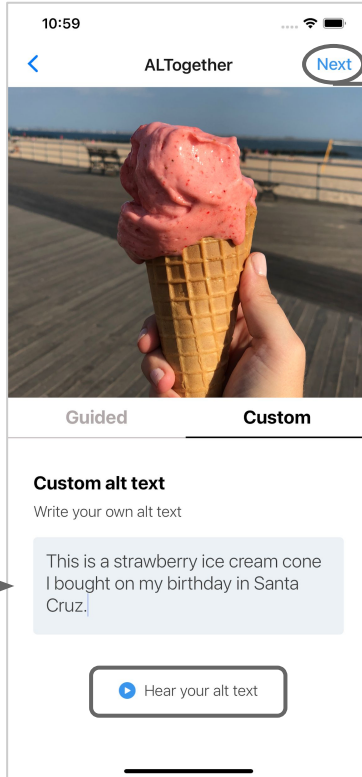 10:59
ALTogether
Next
Guided
Custom
Custom alt text
Write your own alt text
This is a strawberry ice cream cone
I bought on my birthday in Santa
Cruz.
Hear your alt text